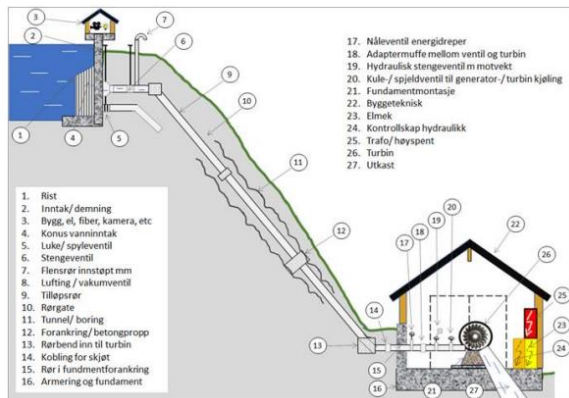 3
7
2
6
9
10
11
1
4
5
12
13
14
15
16
17
18
19
20
21
27
22
26
25
23
24
17. Nåleventil energidreper
18. Adaptermuffe mellom ventil og turbin
19. Hydraulisk stengeventil m motvekt
20. Kule-/ spjeldventil til generator-/ turbin kjøling
21. Fundamentmontasje
22. Byggeteknisk
23. Elmek
24. Kontrollskap hydraulikk
25. Trafo/ høyspent
26. Turbin
27. Utkast
1. Rist
2. Inntak/ demning
3. Bygg, el, fiber, kamera, etc
4. Konus vanninntak
5. Luke/ spyleventil
6. Stengeventil
7. Flensrør innstøpt mm
8. Lufting / vakumventil
9. Tilløpsrør
10. Rørgate
11. Tunnel/ boring
12. Forankring/ betongpropp
13. Rørbend inn til turbin
14. Kobling for skjøt
15. Rør i fundmentforankring
16. Armering og fundament